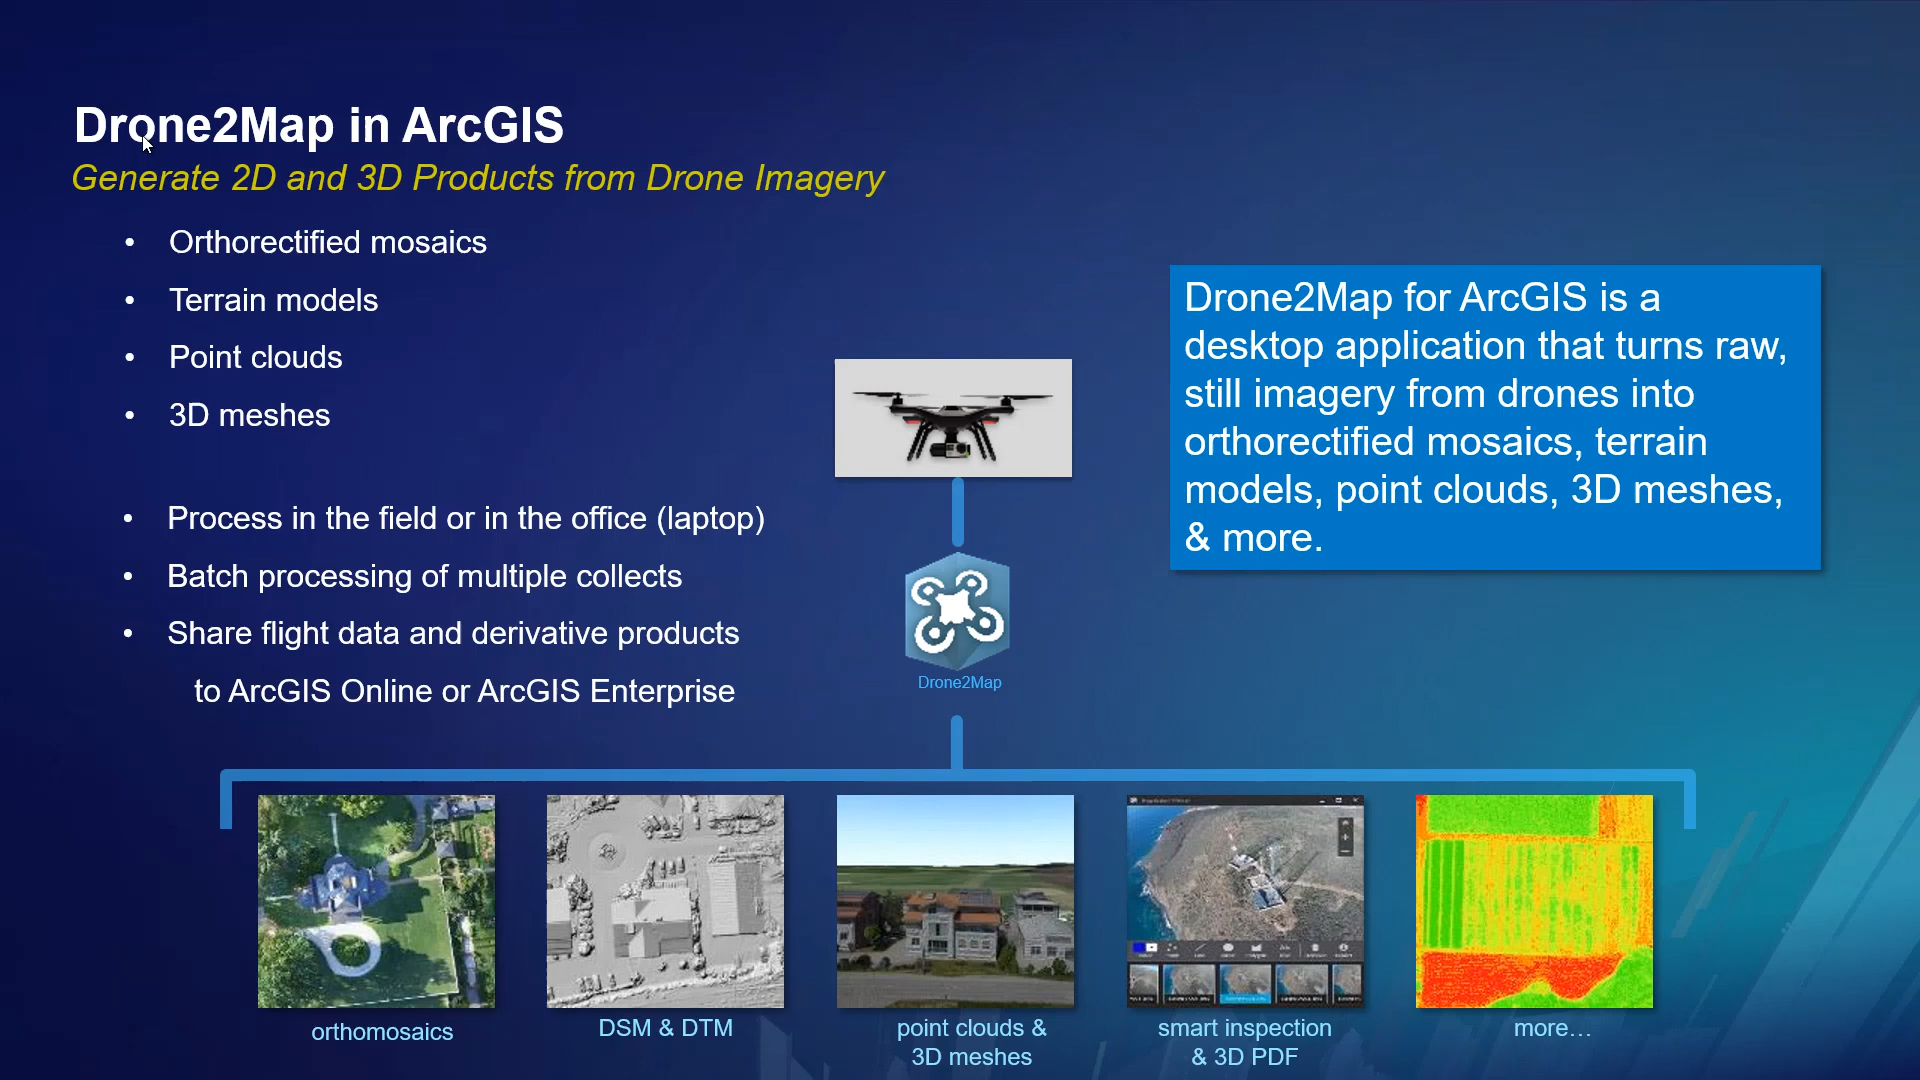 Drone2Map in ArcGIS
Generate 2D and 3D Products from Drone Imagery
• Orthorectified mosaics
• Terrain models
• Point clouds
• 3D meshes
• Process in the field or in the office (laptop)
• Batch processing of multiple collects
• Share flight data and derivative products
to ArcGIS Online or ArcGIS Enterprise
Drone2Map for ArcGIS is a
desktop application that turns raw,
still imagery from drones into
orthorectified mosaics, terrain
models, point clouds, 3D meshes,
& more.
Drone2Map
orthomosaics
DSM & DTM
point clouds &
3D meshes
smart inspection
& 3D PDF
more...